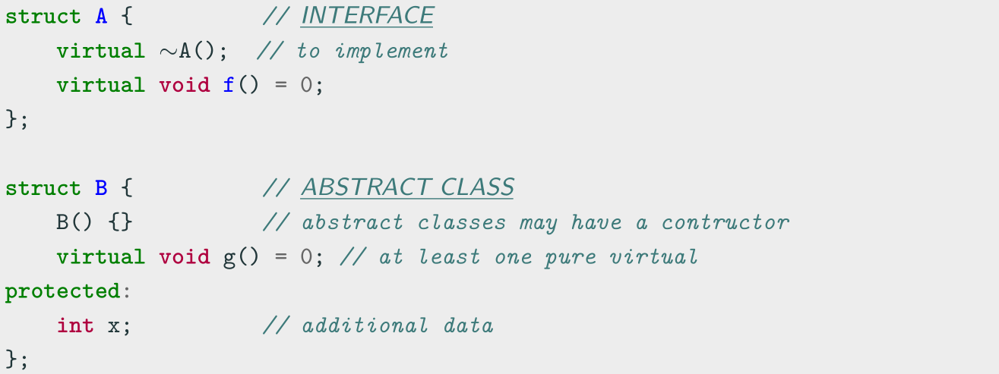 struct A {          // INTERFACE
    virtual ~A();  // to implement
    virtual void f() = 0;
};

struct B {          // ABSTRACT CLASS
    B() {}          // abstract classes may have a contructor
    virtual void g() = 0; // at least one pure virtual
protected:
    int x;          // additional data
};